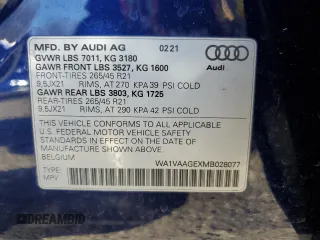 MFD. BY AUDI AG 02 21
GVWR LBS 7011, KG 3180
GAWR FRONT LBS 3527, KG 1600
FRONT-TIRES 265/45 R21
9.5JX21 RIMS, AT 270 KPA 39 PSI COLD
GAWR REAR LBS 3803, KG 1725
REAR-TIRES 265/45 R21
9.5JX21 RIMS, AT 290 KPA 42 PSI COLD
Audi
THIS VEHICLE CONFORMS TO ALL APPLICABLE
U.S. FEDERAL MOTOR VEHICLE SAFETY STANDARDS
IN EFFECT ON THE DATE OF MANUFACTURE SHOWN ABOVE.
BELGIUM WA1VAAGEXMB028077
TYPE:
MPV
DREAMBID